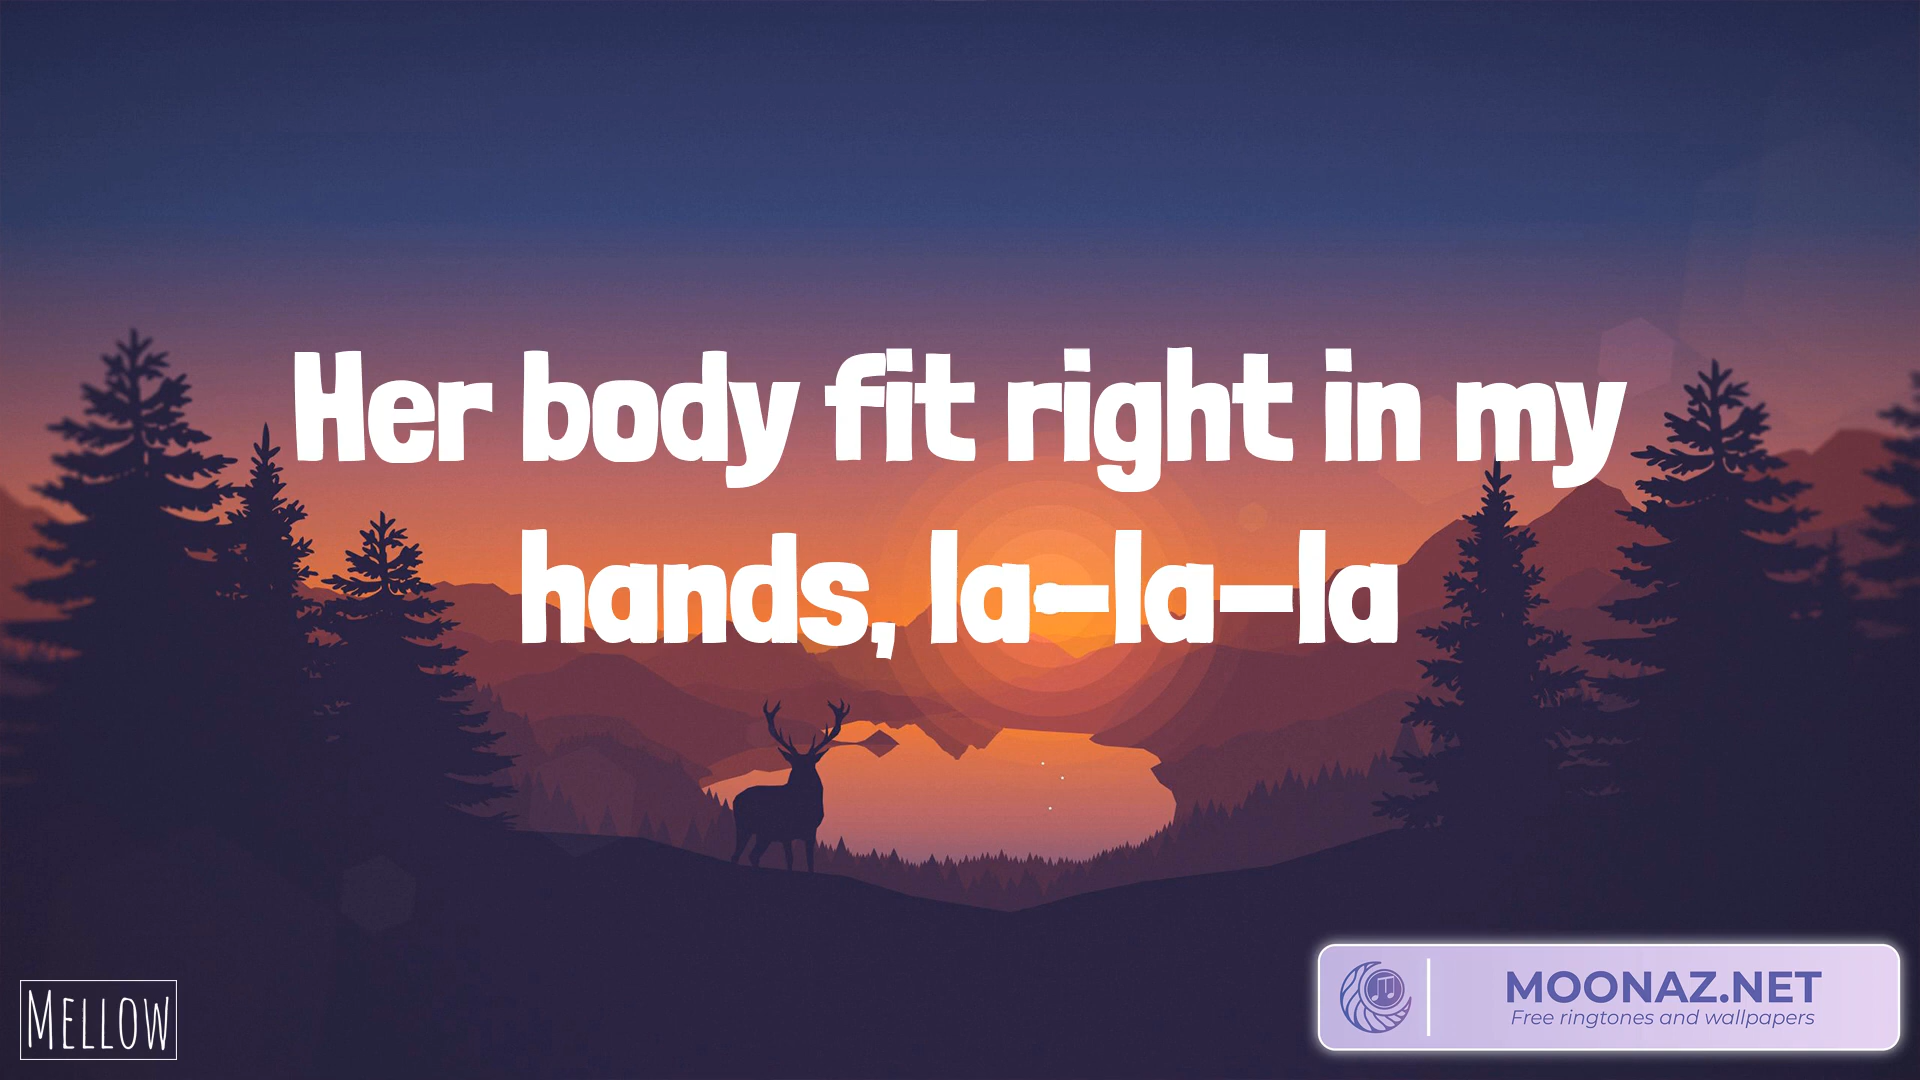 Her body fit right in my
hands, la-la-la
MELLOW
MOONAZ.NET
Free ringtones and wallpapers